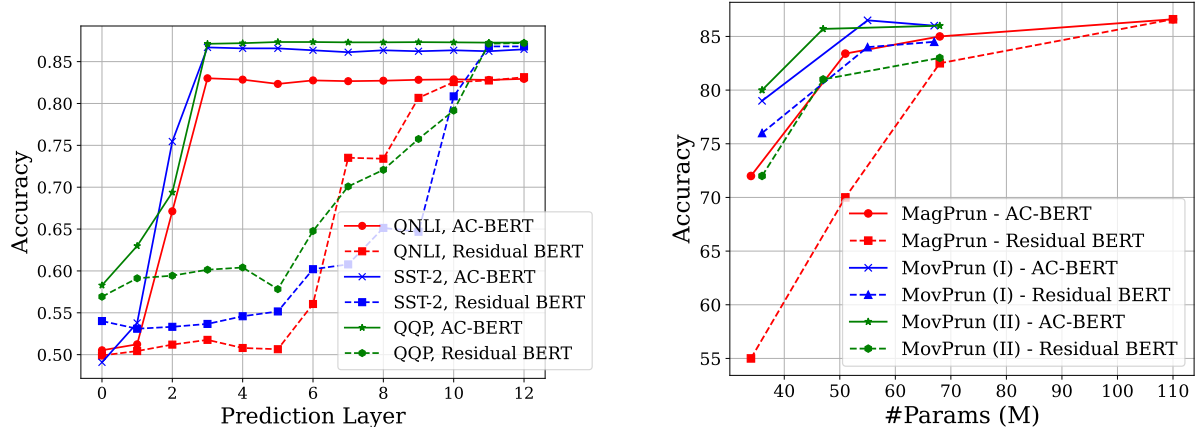 0.85
0.80
0.75
0.70
0.65
0.60
0.55
0.50
Accuracy
0 2 4 6 8 10 12
Prediction Layer
QNLI, AC-BERT
QNLI, Residual BERT
SST-2, AC-BERT
SST-2, Residual BERT
QQP, AC-BERT
QQP, Residual BERT
85
80
75
70
65
60
55
Accuracy
40 50 60 70 80 90 100 110
#Params (M)
MagPrun - AC-BERT
MagPrun - Residual BERT
MovPrun (I) - AC-BERT
MovPrun (I) - Residual BERT
MovPrun (II) - AC-BERT
MovPrun (II) - Residual BERT